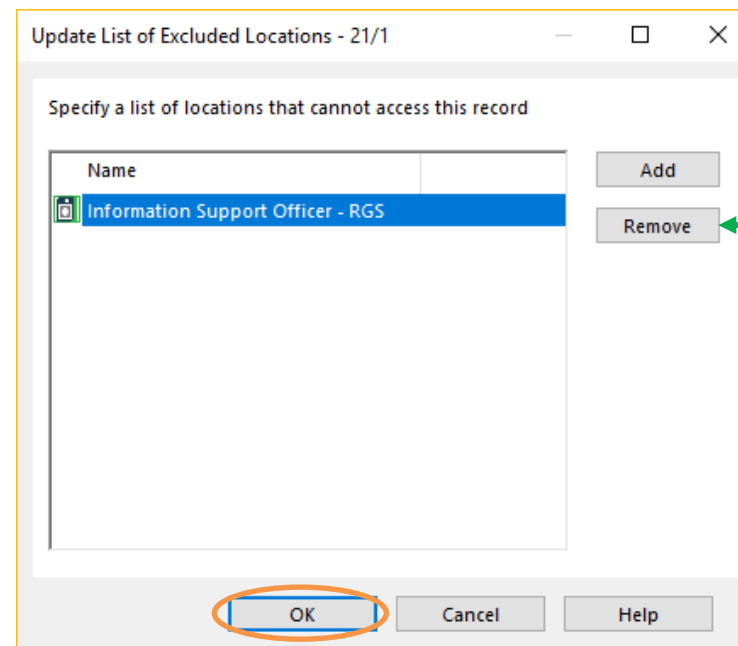 Update List of Excluded Locations - 21/1
Specify a list of locations that cannot access this record
Name
Add
Information Support Officer - RGS
Remove
OK Cancel Help